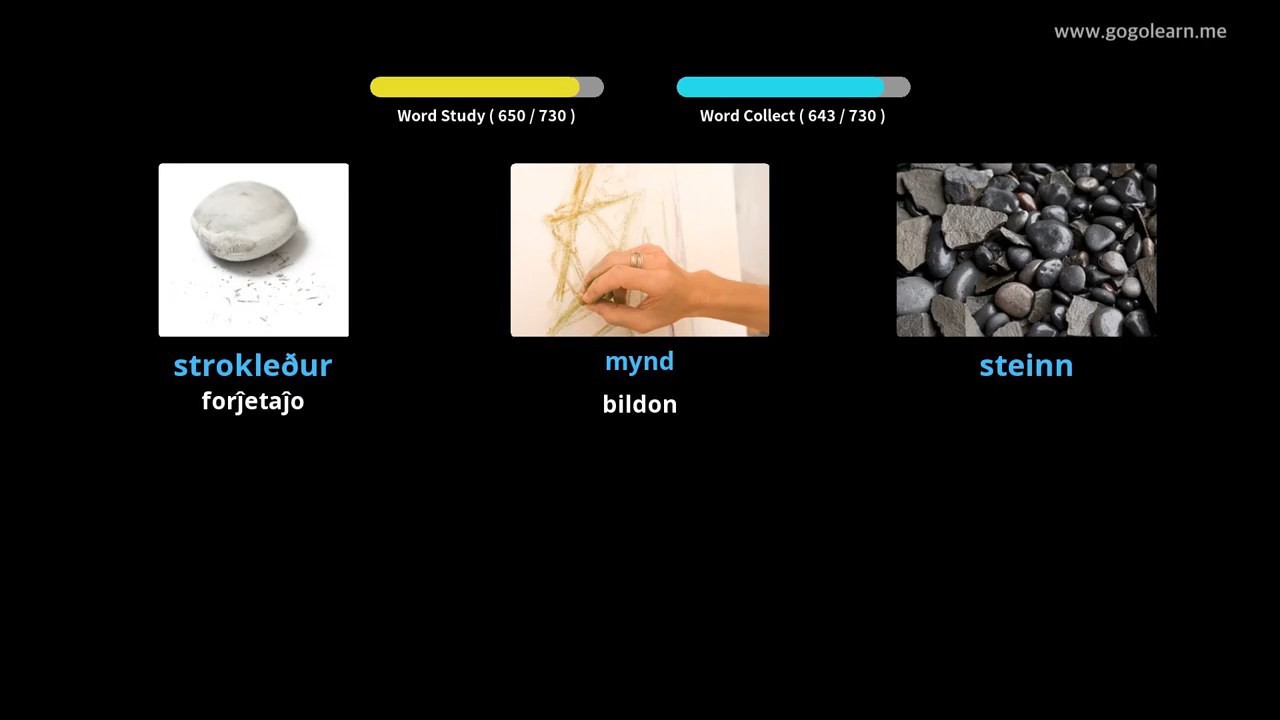 www.gogolearn.me
Word Study ( 650 / 730 )
Word Collect ( 643 / 730 )
strokleður
forĵetaĵo
mynd
bildon
steinn